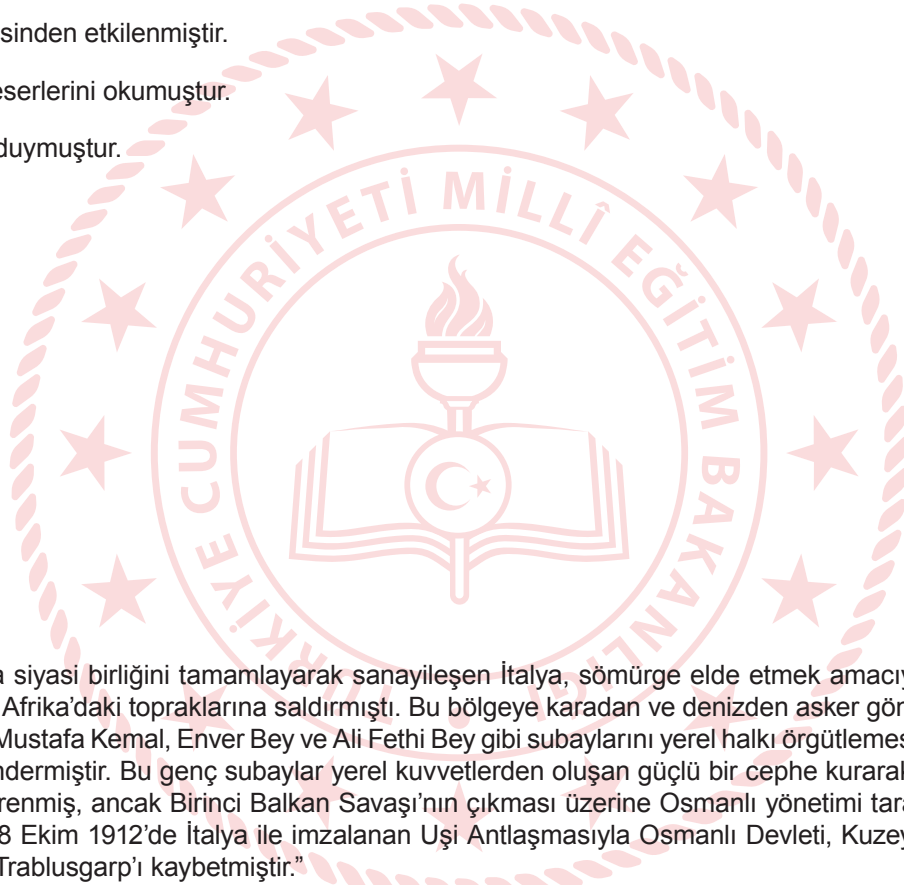 sinden etkilenmiştir.
eserlerini okumuştur.
duymuştur.
TÜRKİYE CUMHURİYETİ MİLLÎ EĞİTİM BAKANLIĞI
a siyasi birliğini tamamlayarak sanayileşen İtalya, sömürge elde etmek amacıy
Afrika’daki topraklarına saldırmıştı. Bu bölgeye karadan ve denizden asker gön
Mustafa Kemal, Enver Bey ve Ali Fethi Bey gibi subaylarını yerel halkı örgütlemes
ndermiştir. Bu genç subaylar yerel kuvvetlerden oluşan güçlü bir cephe kurarak
renmiş, ancak Birinci Balkan Savaşı’nın çıkması üzerine Osmanlı yönetimi tara
8 Ekim 1912’de İtalya ile imzalanan Uşi Antlaşmasıyla Osmanlı Devleti, Kuzey
Trablusgarp’ı kaybetmiştir.”